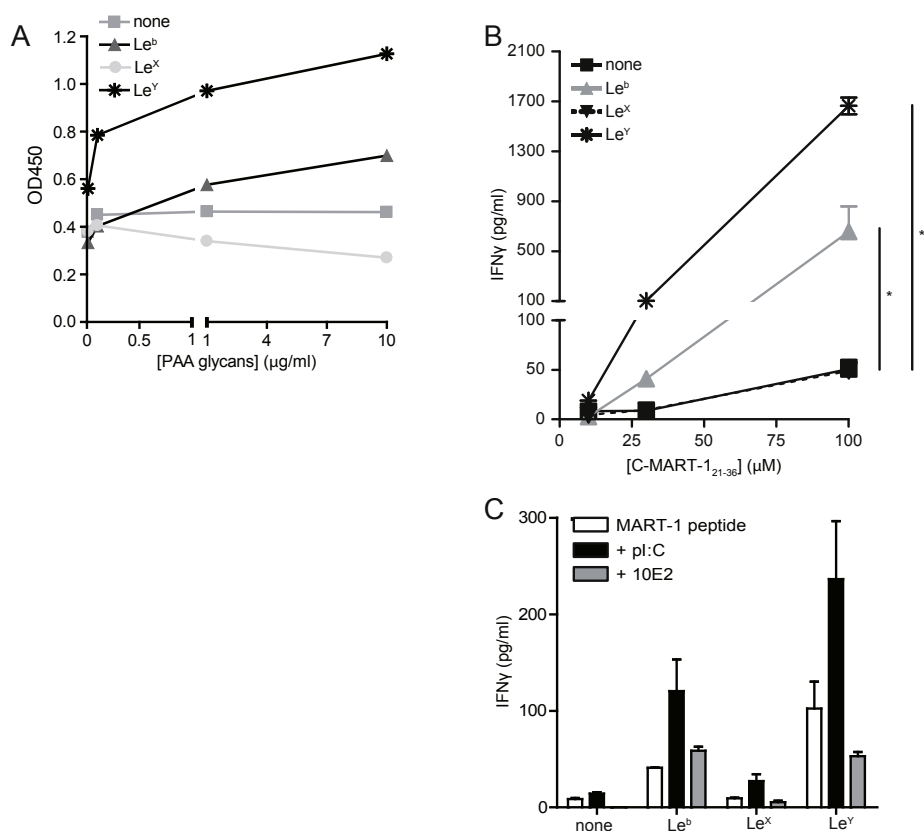 A
none
Leᵇ
Leˣ
Leʸ
1.2
1.0
0.8
0.6
0.4
0.2
0.0
OD450
0
0.5
1
1
4
7
10
[PAA glycans] (µg/ml)
B
none
Leᵇ
Leˣ
Leʸ
2100
1700
1300
900
500
100
100
50
0
IFNγ (pg/ml)
*
*
0
25
50
75
100
[C-MART-1₂₁₋₃₆] (µM)
C
MART-1 peptide
+ pI:C
+ 10E2
300
200
100
0
IFNγ (pg/ml)
none
Leᵇ
Leˣ
Leʸ